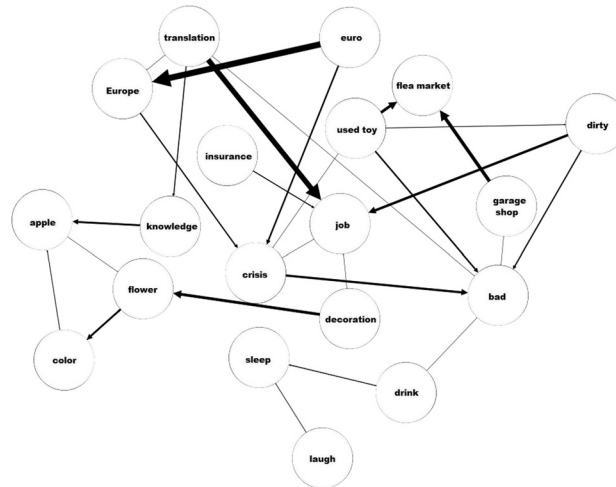 translation
euro
Europe
flea market
used toy
dirty
insurance
garage
shop
apple
knowledge
job
crisis
bad
flower
decoration
color
sleep
drink
laugh